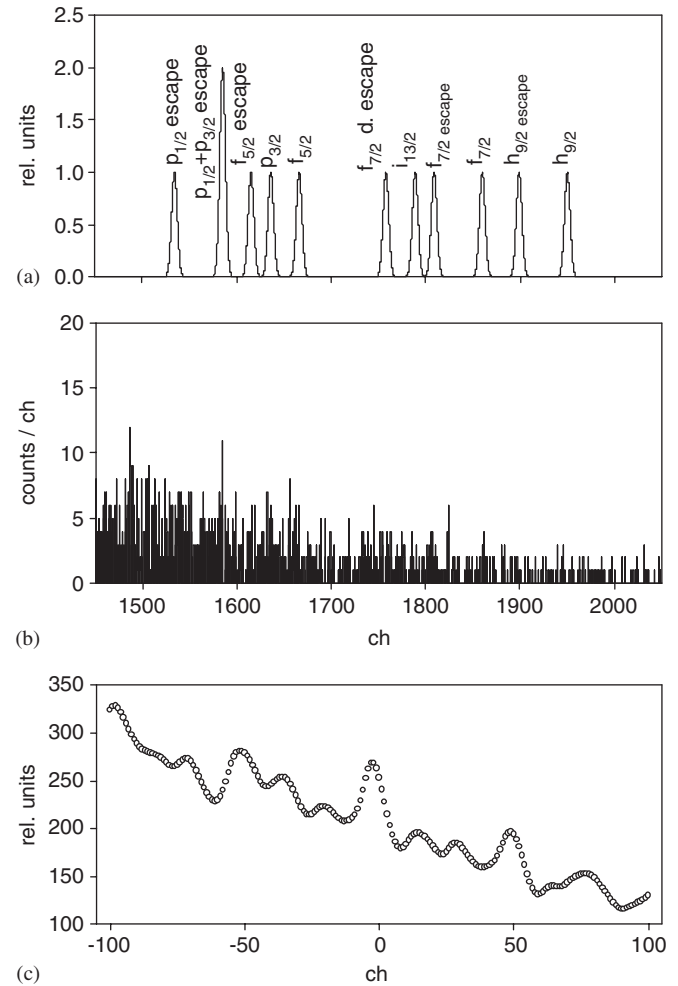 2.5
2.0
1.5
1.0
0.5
0.0
rel. units
(a)
p1/2 escape
p1/2+p3/2 escape
f5/2 escape
p3/2
f5/2
f7/2 d. escape
i13/2
f7/2 escape
f7/2
h9/2 escape
h9/2
20
15
10
5
0
counts / ch
(b)
1500 1600 1700 1800 1900 2000
ch
350
300
250
200
150
100
rel. units
(c)
-100 -50 0 50 100
ch